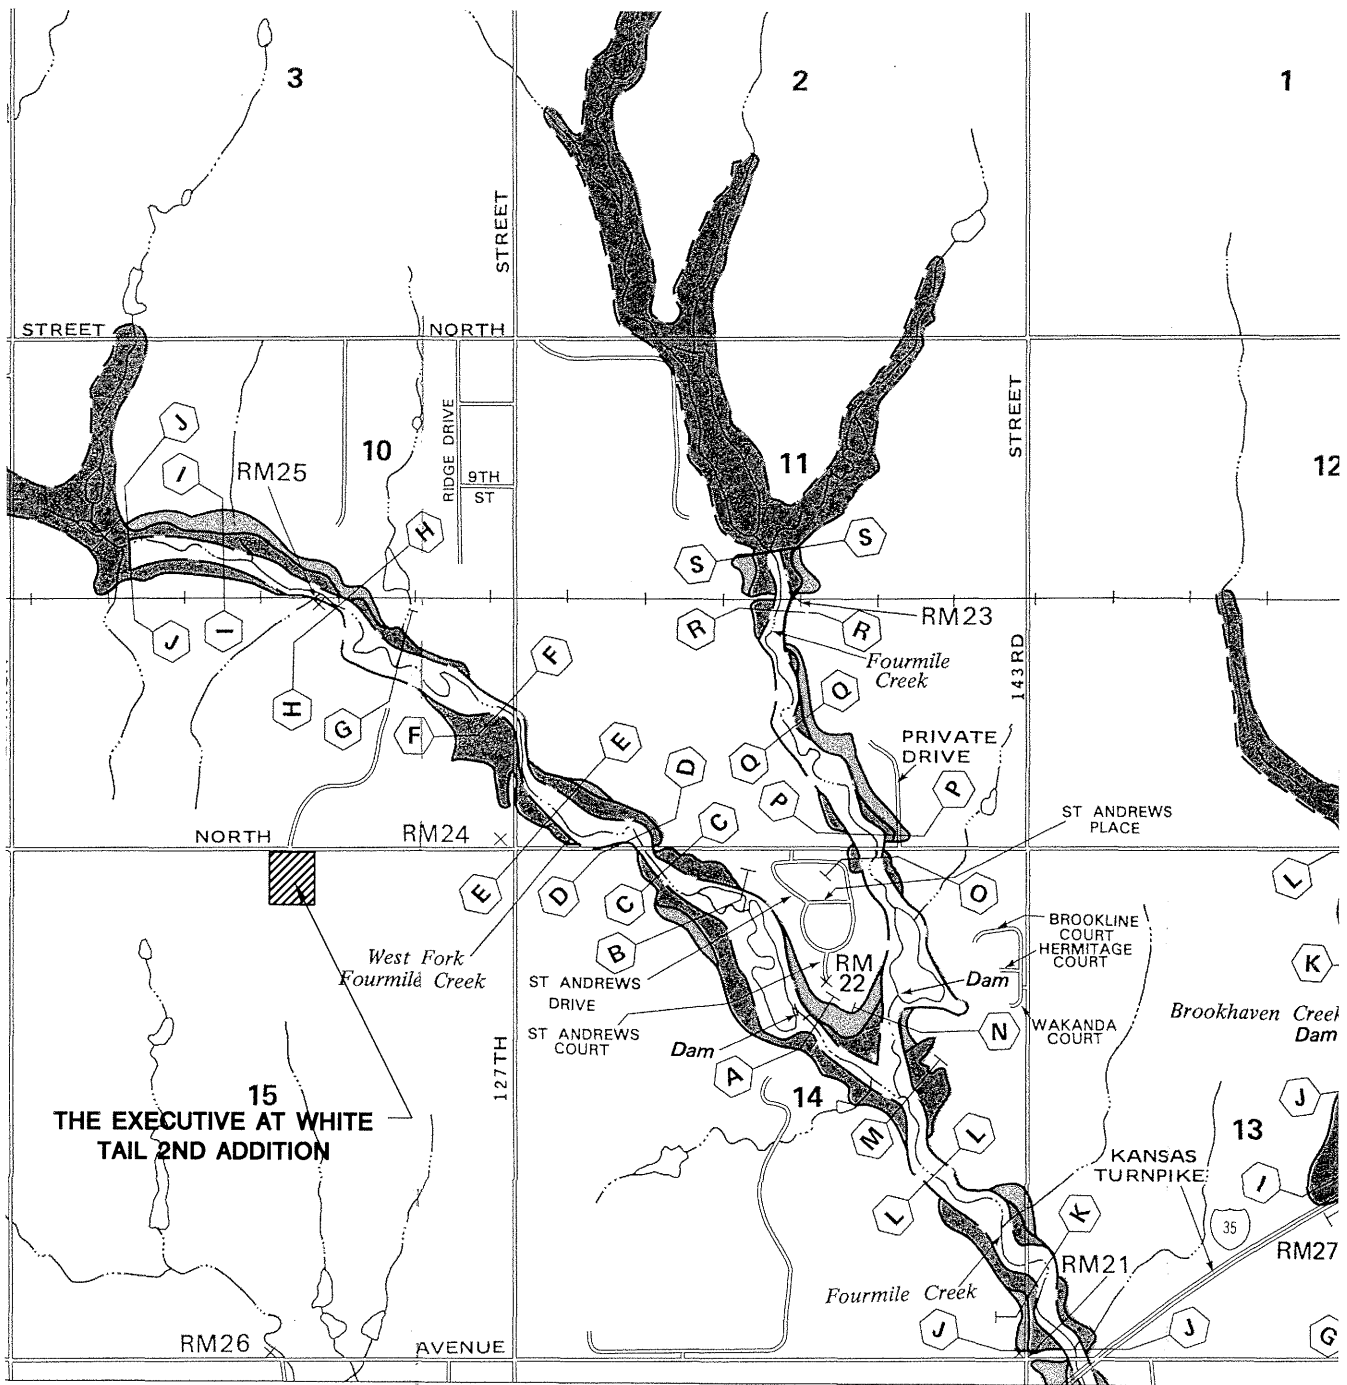 3
2
1
STREET
STREET
NORTH
STREET
RIDGE DRIVE
J
10
11
12
I
RM25
9TH
ST
H
S
S
RM23
R
R
J
I
F
Fourmile
Creek
143RD
Q
H
G
F
E
D
Q
PRIVATE
DRIVE
P
P
C
ST ANDREWS
PLACE
NORTH
RM24
E
D
C
O
L
B
BROOKLINE
COURT
HERMITAGE
COURT
West Fork
Fourmile Creek
RM
22
K
ST ANDREWS
DRIVE
Dam
Brookhaven Creek
Dam
ST ANDREWS
COURT
N
WAKANDA
COURT
Dam
127TH
A
15
14
J
THE EXECUTIVE AT WHITE
TAIL 2ND ADDITION
M
L
13
KANSAS
TURNPIKE
I
L
K
35
RM27
RM21
Fourmile Creek
J
J
G
RM26
AVENUE